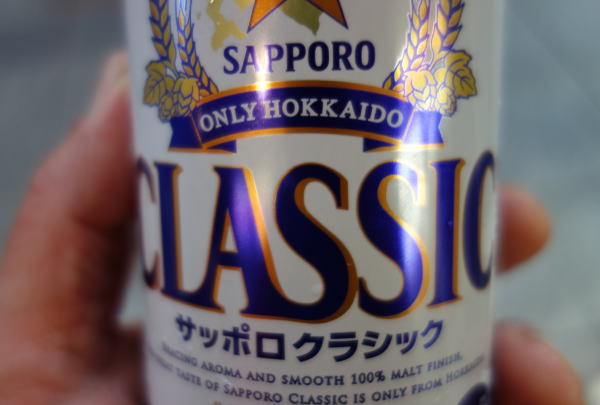 SAPPORO
ONLY HOKKAIDO
CLASSIC
サッポロクラシック
AROMA AND SMOOTH 100% MALT FINISH.
TASTE OF SAPPORO CLASSIC IS ONLY FROM HOKKAIDO